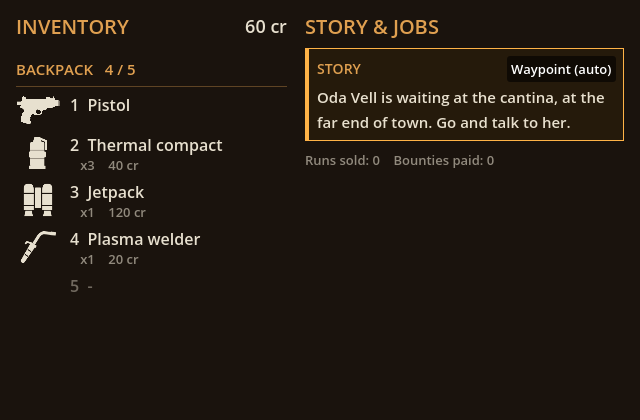 INVENTORY 60 cr
BACKPACK 4 / 5
1 Pistol
2 Thermal compact
x3 40 cr
3 Jetpack
x1 120 cr
4 Plasma welder
x1 20 cr
5 -
STORY & JOBS
STORY Waypoint (auto)
Oda Vell is waiting at the cantina, at the
far end of town. Go and talk to her.
Runs sold: 0 Bounties paid: 0